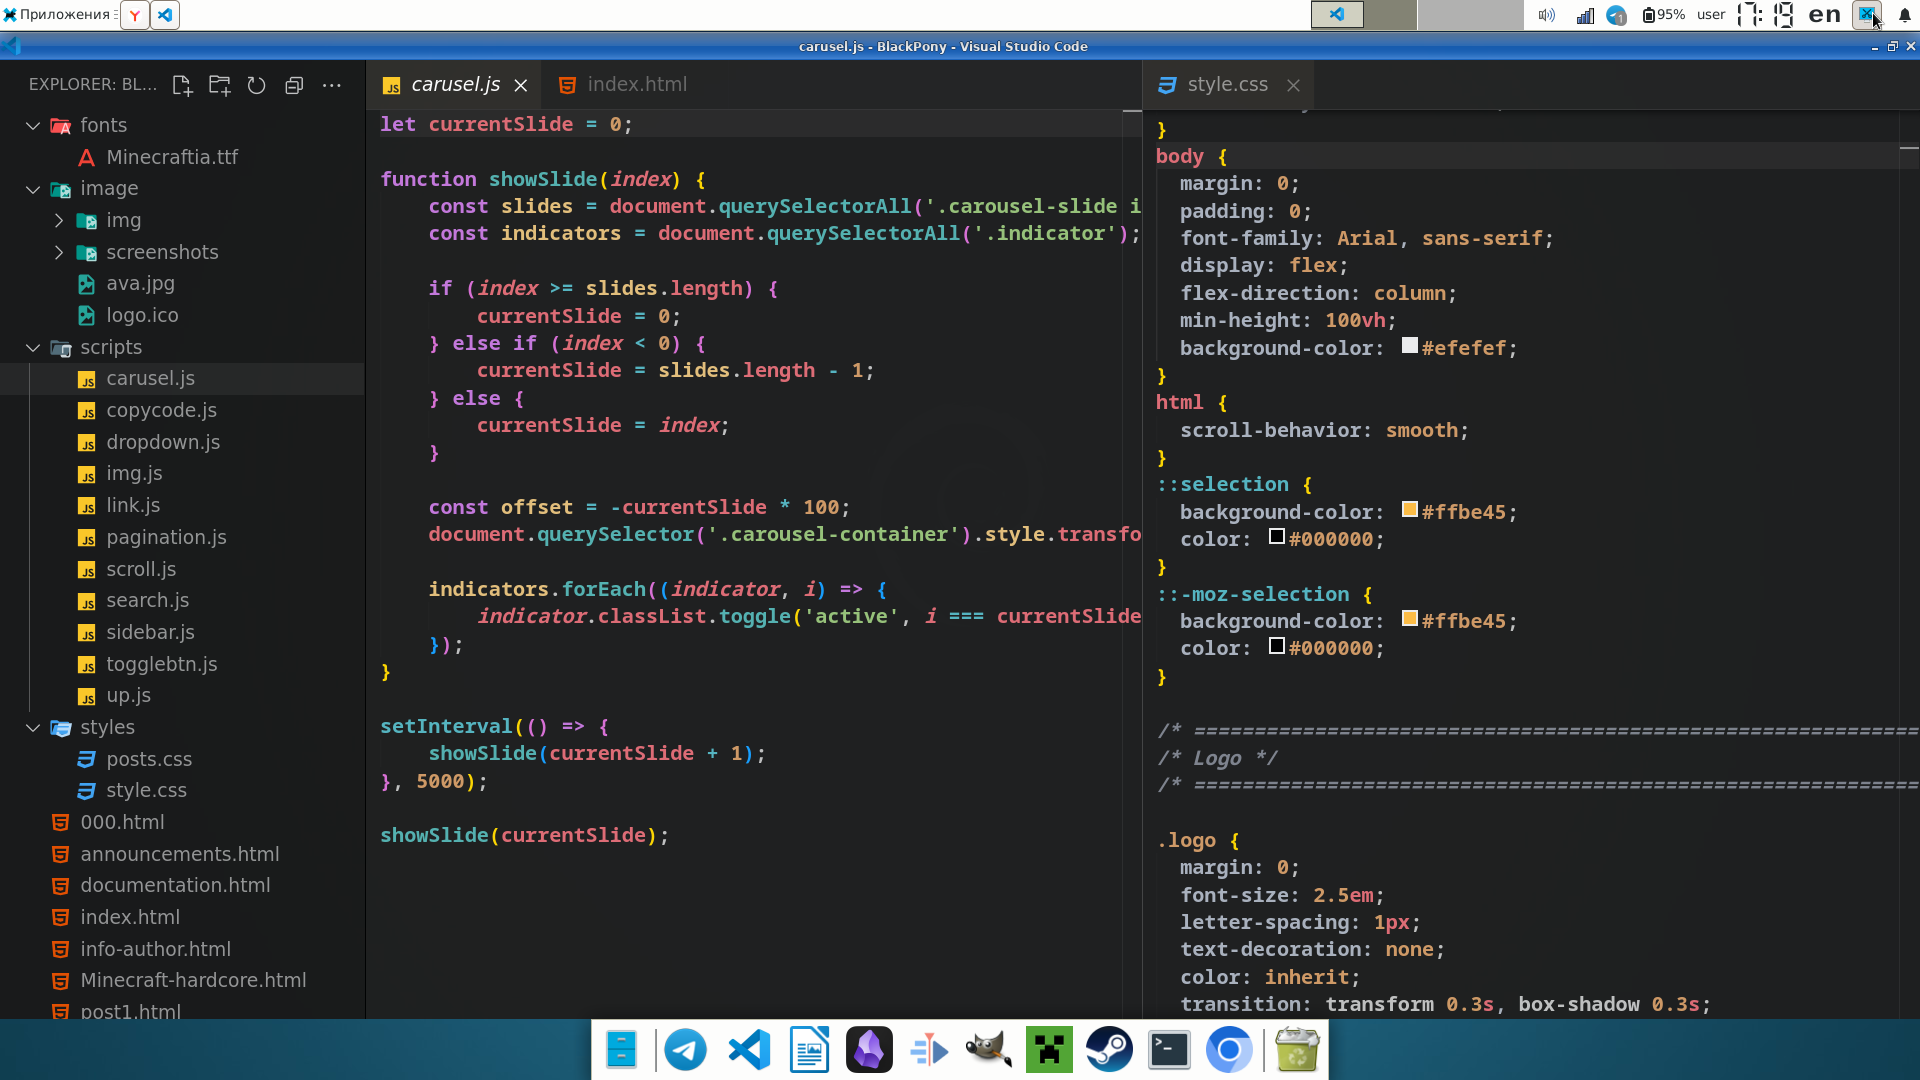 Приложения
95%
user
17:19
en
carusel.js - BlackPony - Visual Studio Code
EXPLORER: BL...
fonts
Minecraftia.ttf
image
img
screenshots
ava.jpg
logo.ico
scripts
carusel.js
copycode.js
dropdown.js
img.js
link.js
pagination.js
scroll.js
search.js
sidebar.js
togglebtn.js
up.js
styles
posts.css
style.css
000.html
announcements.html
documentation.html
index.html
info-author.html
Minecraft-hardcore.html
post1.html
carusel.js
index.html
let currentSlide = 0;
function showSlide(index) {
const slides = document.querySelectorAll('.carousel-slide i
const indicators = document.querySelectorAll('.indicator');
if (index >= slides.length) {
currentSlide = 0;
} else if (index < 0) {
currentSlide = slides.length - 1;
} else {
currentSlide = index;
}
const offset = -currentSlide * 100;
document.querySelector('.carousel-container').style.transfo
indicators.forEach((indicator, i) => {
indicator.classList.toggle('active', i === currentSlide
});
}
setInterval(() => {
showSlide(currentSlide + 1);
}, 5000);
showSlide(currentSlide);
style.css
}
body {
margin: 0;
padding: 0;
font-family: Arial, sans-serif;
display: flex;
flex-direction: column;
min-height: 100vh;
background-color: #efefef;
}
html {
scroll-behavior: smooth;
}
::selection {
background-color: #ffbe45;
color: #000000;
}
::-moz-selection {
background-color: #ffbe45;
color: #000000;
}
/* ============================================================
/* Logo */
/* ============================================================
.logo {
margin: 0;
font-size: 2.5em;
letter-spacing: 1px;
text-decoration: none;
color: inherit;
transition: transform 0.3s, box-shadow 0.3s;